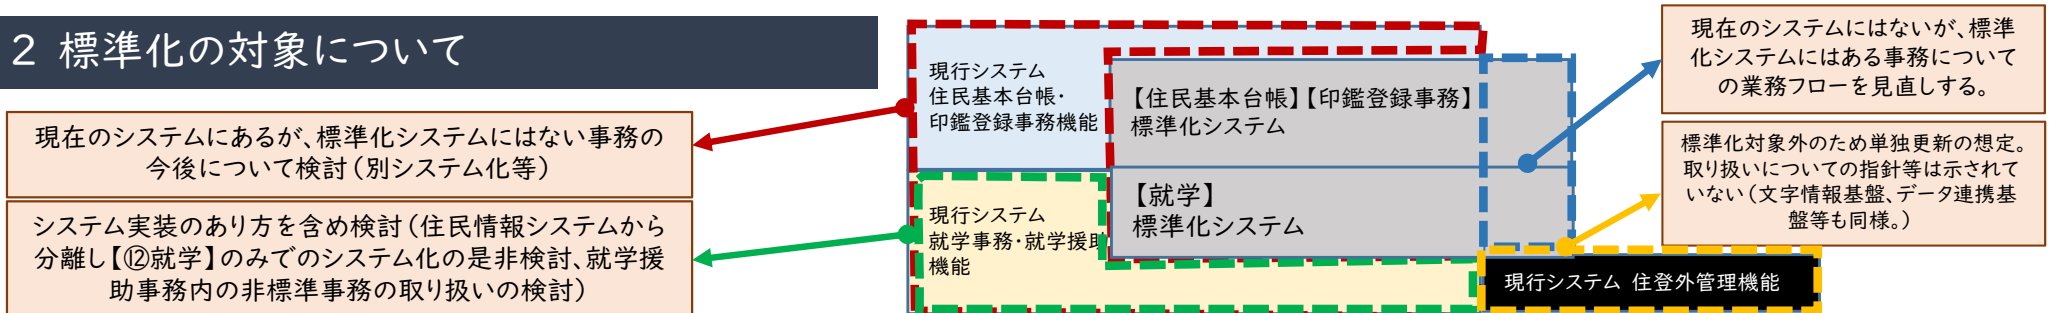 2 標準化の対象について
現在のシステムにあるが、標準化システムにはない事務の
今後について検討（別システム化等）
システム実装のあり方を含め検討（住民情報システムから
分離し【⑫就学】のみでのシステム化の是非検討、就学援
助事務内の非標準事務の取り扱いの検討）
現行システム
住民基本台帳・
印鑑登録事務機能
【住民基本台帳】【印鑑登録事務】
標準化システム
現行システム
就学事務・就学援助
機能
【就学】
標準化システム
現行システム 住登外管理機能
現在のシステムにはないが、標準
化システムにはある事務について
の業務フローを見直しする。
標準化対象外のため単独更新の想定。
取り扱いについての指針等は示されて
いない（文字情報基盤、データ連携基
盤等も同様。）